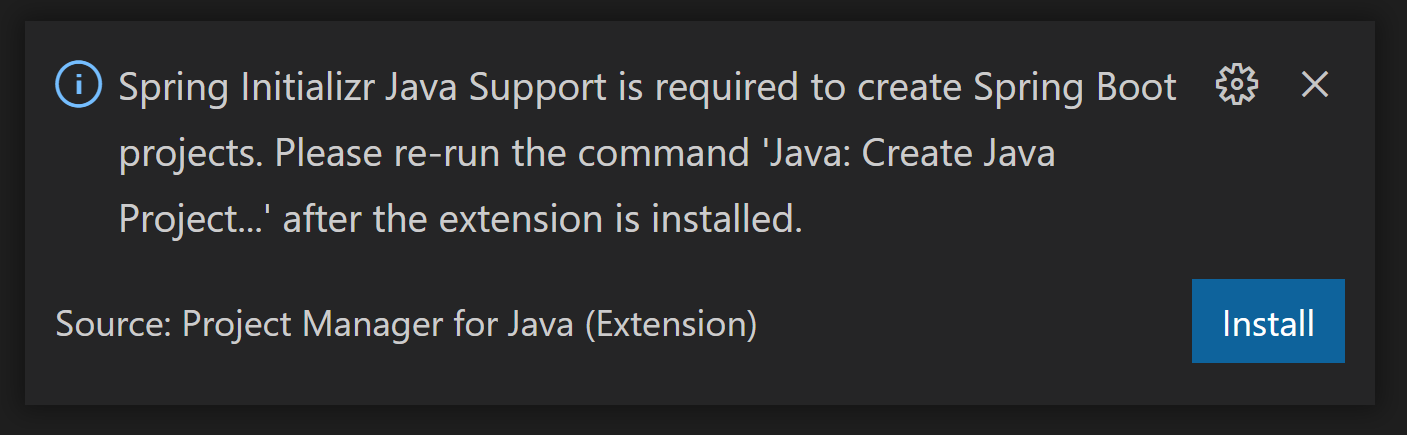 Spring Initializr Java Support is required to create Spring Boot
projects. Please re-run the command 'Java: Create Java
Project...' after the extension is installed.
Source: Project Manager for Java (Extension)
Install